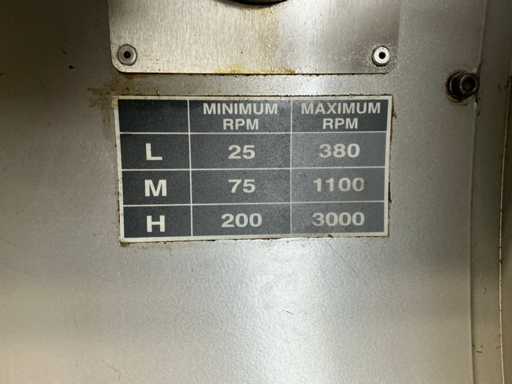 MINIMUM RPM MAXIMUM RPM
L 25 380
M 75 1100
H 200 3000